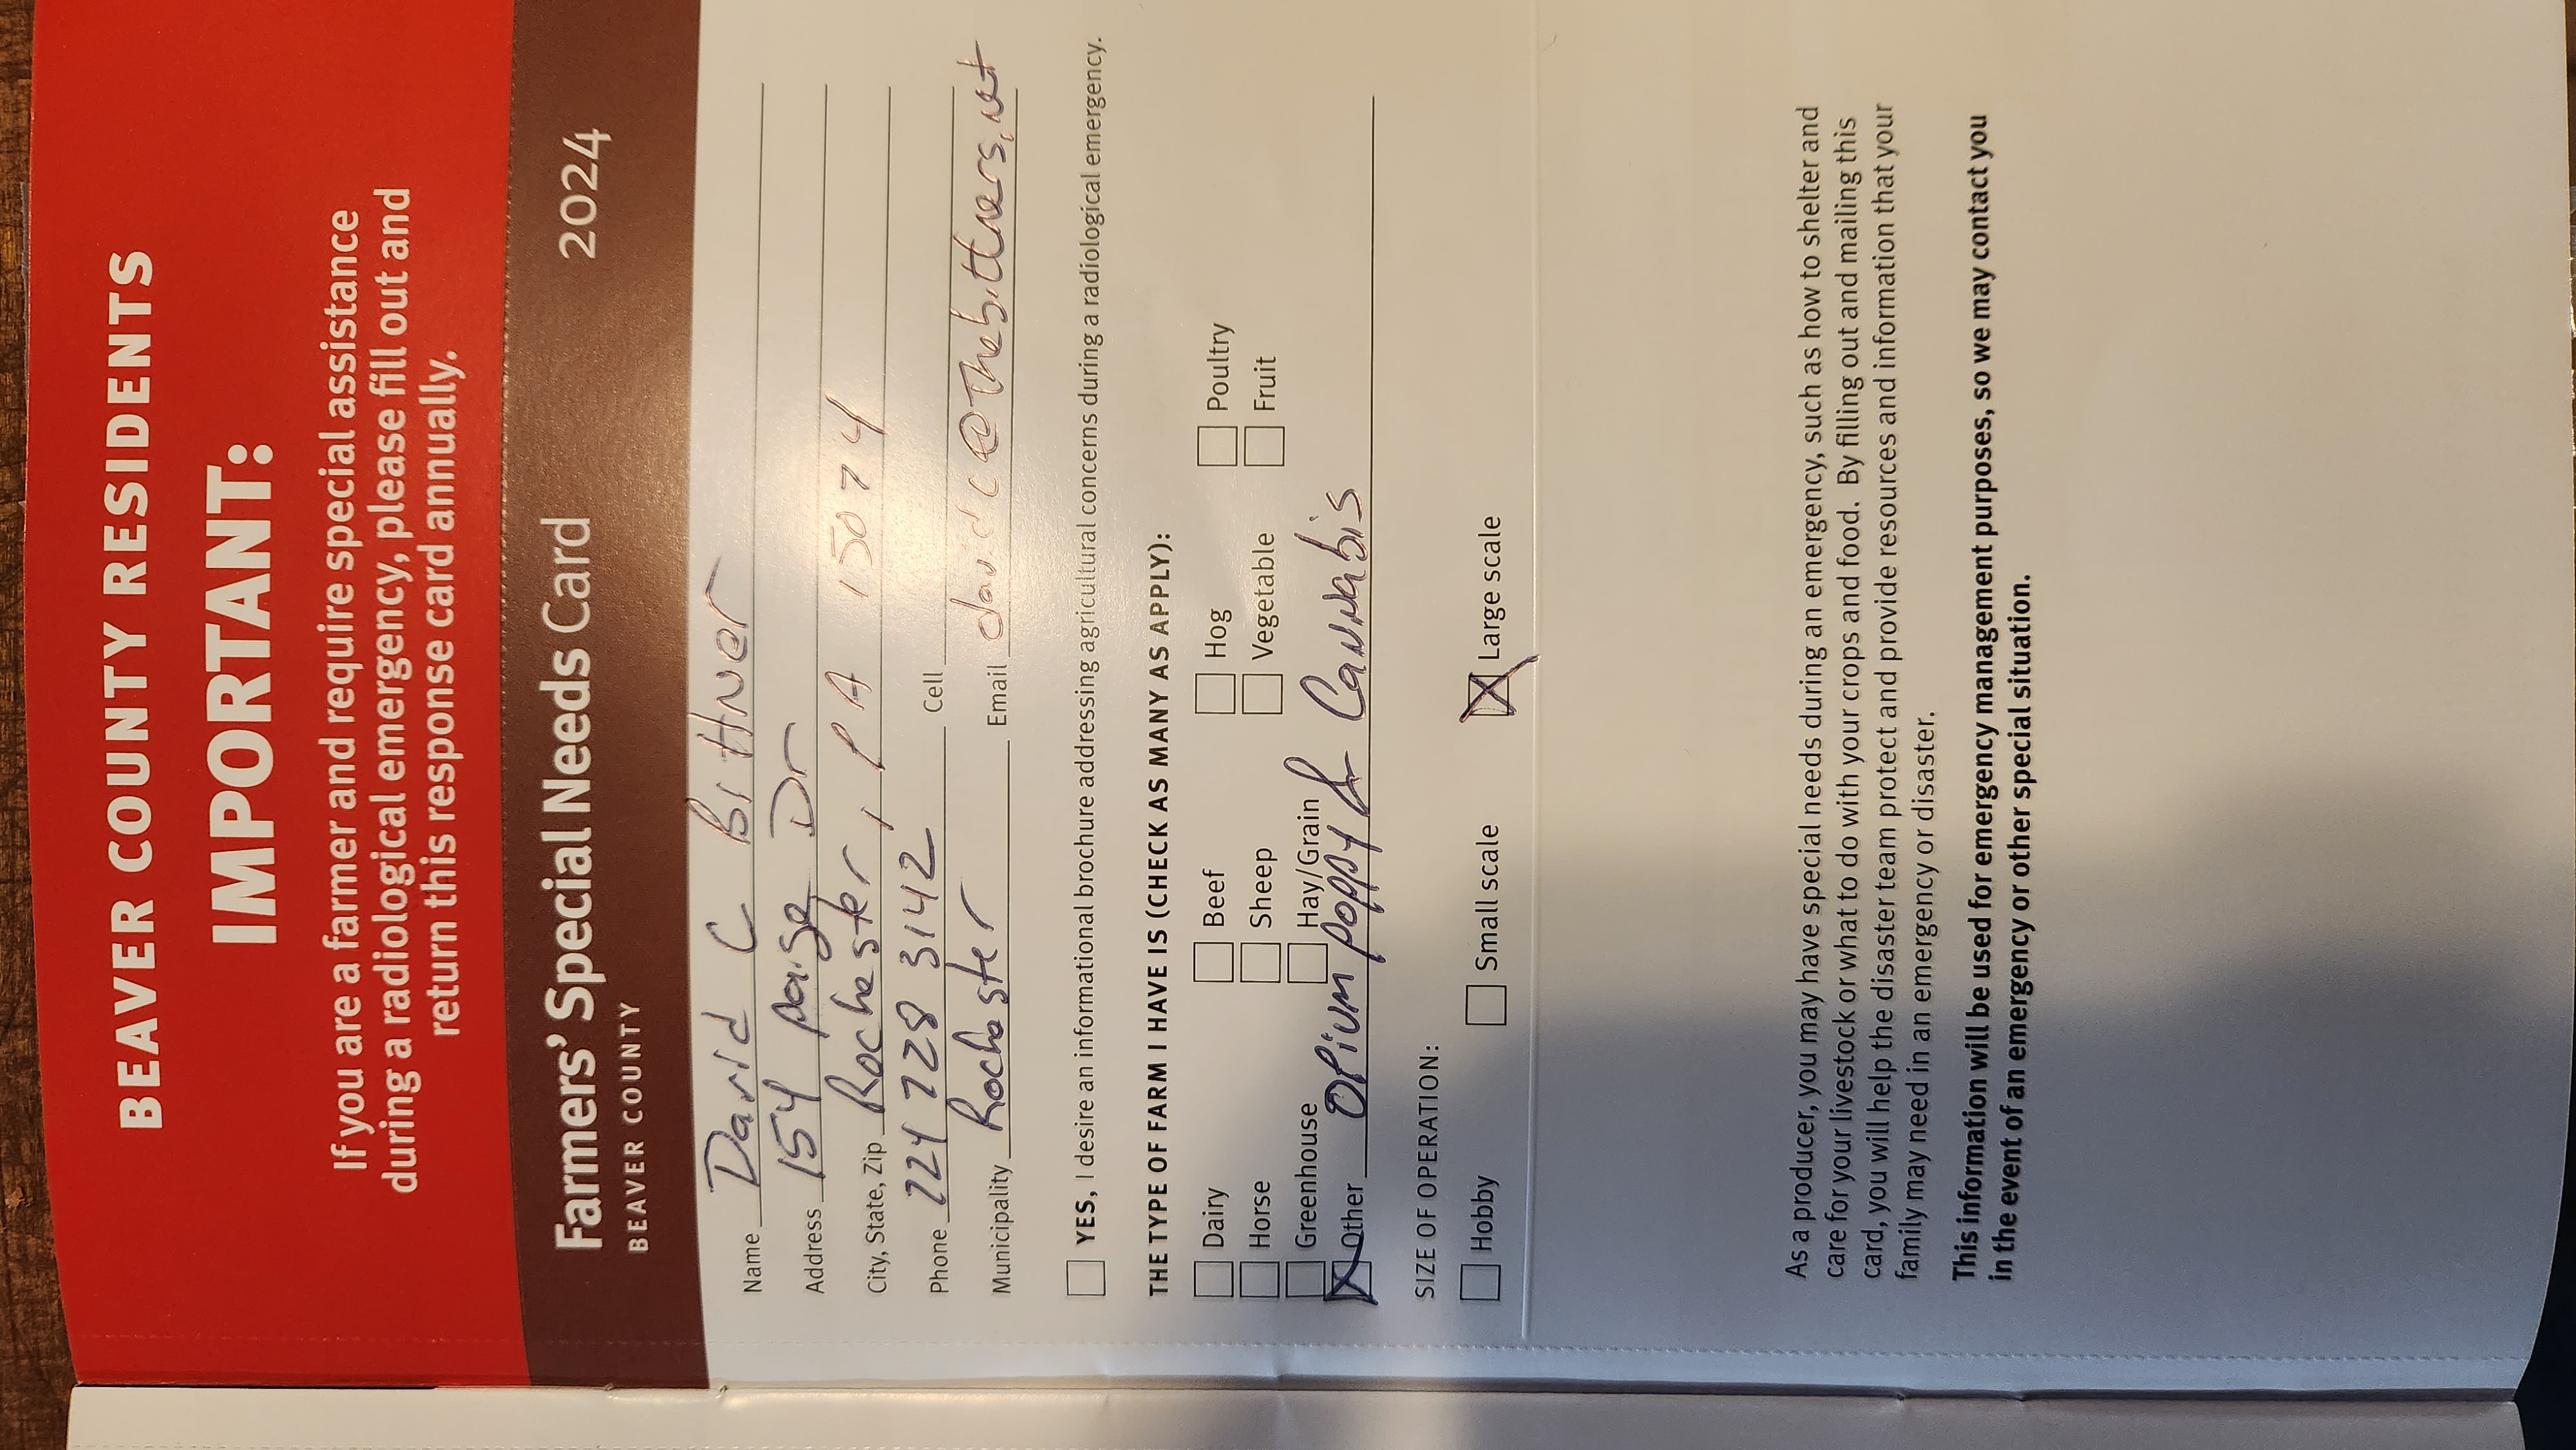 BEAVER COUNTY RESIDENTS
IMPORTANT:
If you are a farmer and require special assistance
during a radiological emergency, please fill out and
return this response card annually.
Farmers' Special Needs Card 2024
BEAVER COUNTY
Name David C Bittner
Address 154 paige Dr
City, State, Zip Rochester, PA 15074
Phone 724 728 3142 Cell
Municipality Rochester Email davidc@thebittners.net
YES, I desire an informational brochure addressing agricultural concerns during a radiological emergency.
THE TYPE OF FARM I HAVE IS (CHECK AS MANY AS APPLY):
Dairy Beef Hog Poultry
Horse Sheep Vegetable Fruit
Greenhouse Hay/Grain
Other Opium poppy & Cannabis
SIZE OF OPERATION:
Hobby Small scale Large scale
As a producer, you may have special needs during an emergency, such as how to shelter and
care for your livestock or what to do with your crops and food. By filling out and mailing this
card, you will help the disaster team protect and provide resources and information that your
family may need in an emergency or disaster.
This information will be used for emergency management purposes, so we may contact you
in the event of an emergency or other special situation.